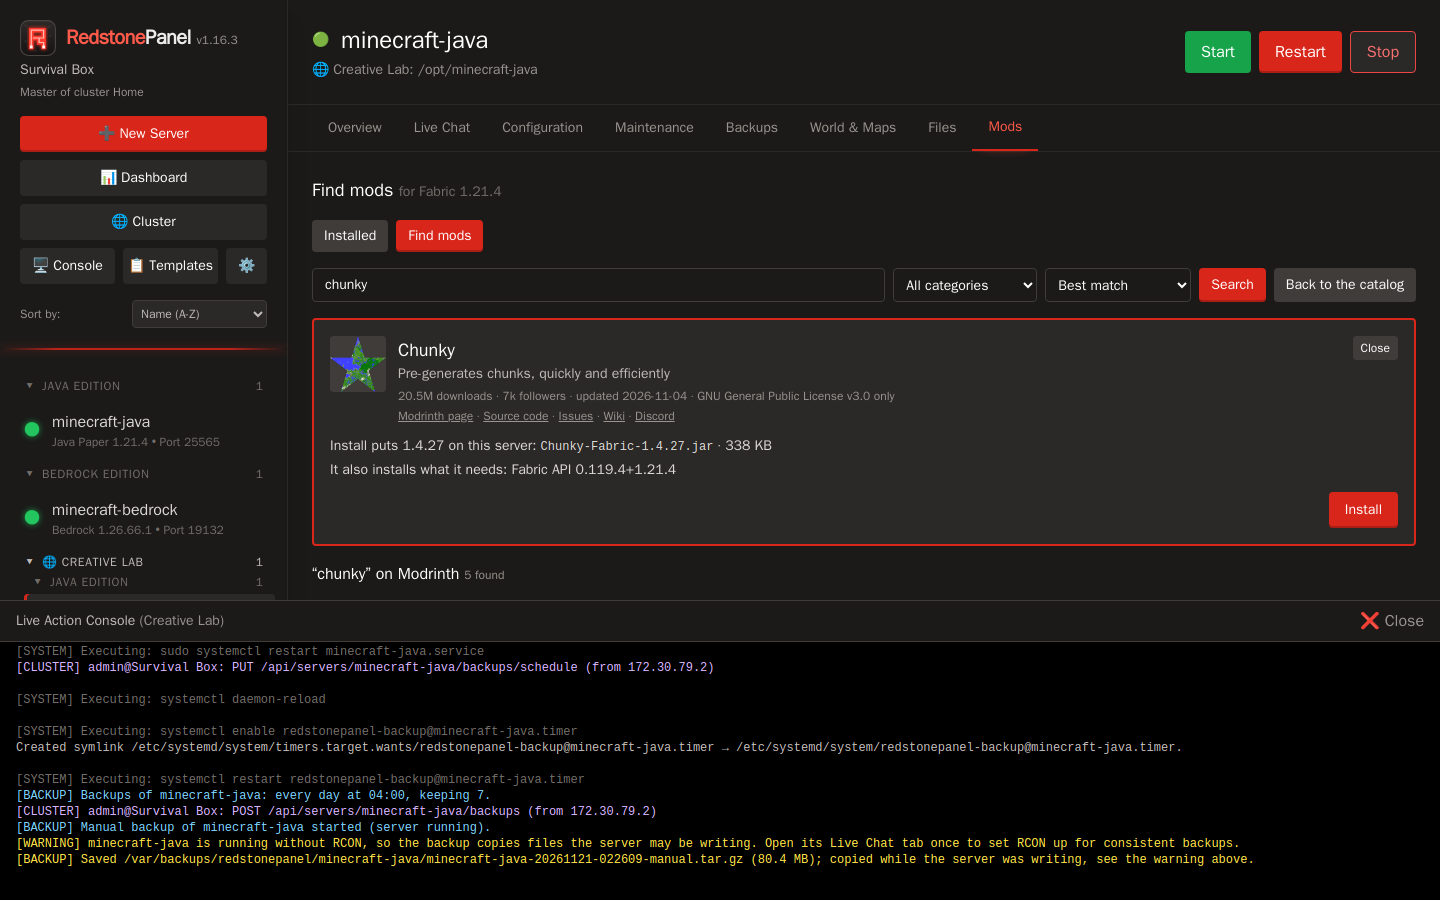 RedstonePanel v1.16.3
Survival Box
Master of cluster Home
➕ New Server
📊 Dashboard
🌐 Cluster
🖥️ Console
📋 Templates
⚙️
Sort by:
Name (A-Z)
▼ JAVA EDITION 1
minecraft-java
Java Paper 1.21.4 • Port 25565
▼ BEDROCK EDITION 1
minecraft-bedrock
Bedrock 1.26.66.1 • Port 19132
▼ 🌐 CREATIVE LAB 1
▼ JAVA EDITION 1
minecraft-java
🌐 Creative Lab: /opt/minecraft-java
Start
Restart
Stop
Overview
Live Chat
Configuration
Maintenance
Backups
World & Maps
Files
Mods
Find mods for Fabric 1.21.4
Installed
Find mods
chunky
All categories
Best match
Search
Back to the catalog
Chunky
Close
Pre-generates chunks, quickly and efficiently
20.5M downloads · 7k followers · updated 2026-11-04 · GNU General Public License v3.0 only
Modrinth page · Source code · Issues · Wiki · Discord
Install puts 1.4.27 on this server: Chunky-Fabric-1.4.27.jar · 338 KB
It also installs what it needs: Fabric API 0.119.4+1.21.4
Install
“chunky” on Modrinth 5 found
Live Action Console (Creative Lab)
❌ Close
[SYSTEM] Executing: sudo systemctl restart minecraft-java.service
[CLUSTER] admin@Survival Box: PUT /api/servers/minecraft-java/backups/schedule (from 172.30.79.2)
[SYSTEM] Executing: systemctl daemon-reload
[SYSTEM] Executing: systemctl enable redstonepanel-backup@minecraft-java.timer
Created symlink /etc/systemd/system/timers.target.wants/redstonepanel-backup@minecraft-java.timer → /etc/systemd/system/redstonepanel-backup@minecraft-java.timer.
[SYSTEM] Executing: systemctl restart redstonepanel-backup@minecraft-java.timer
[BACKUP] Backups of minecraft-java: every day at 04:00, keeping 7.
[CLUSTER] admin@Survival Box: POST /api/servers/minecraft-java/backups (from 172.30.79.2)
[BACKUP] Manual backup of minecraft-java started (server running).
[WARNING] minecraft-java is running without RCON, so the backup copies files the server may be writing. Open its Live Chat tab once to set RCON up for consistent backups.
[BACKUP] Saved /var/backups/redstonepanel/minecraft-java/minecraft-java-20261121-022609-manual.tar.gz (80.4 MB); copied while the server was writing, see the warning above.